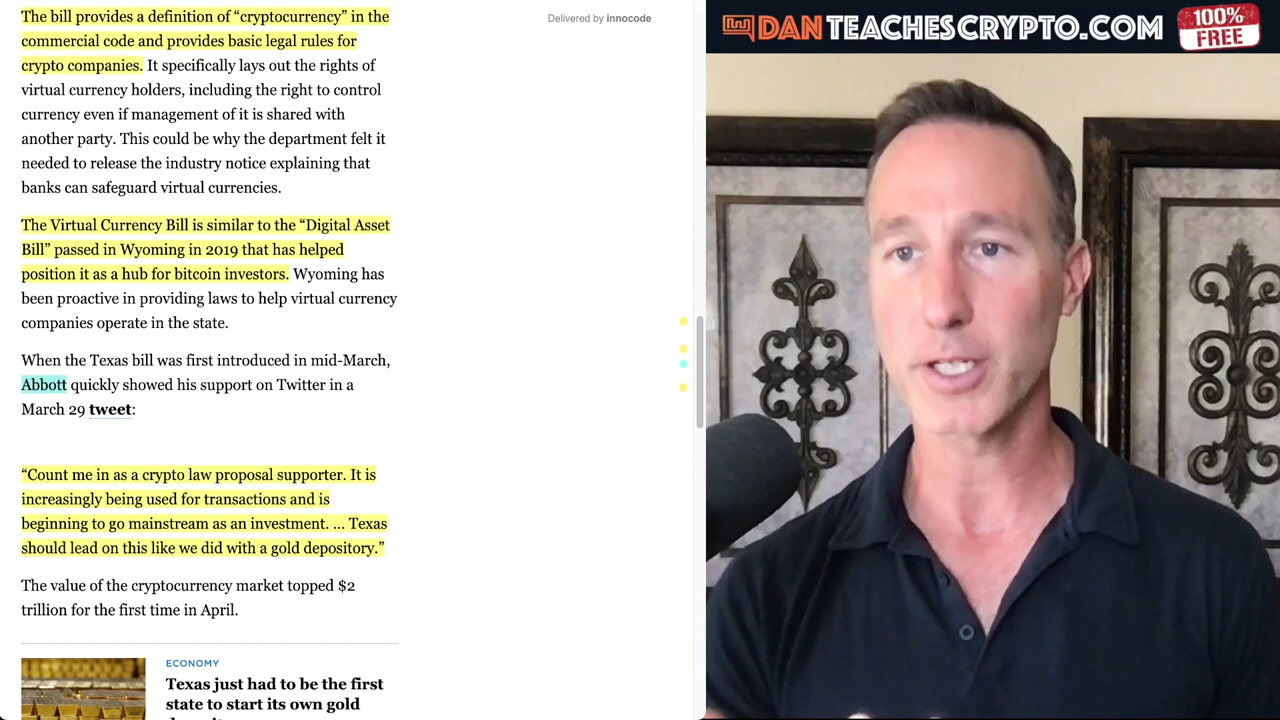 The bill provides a definition of “cryptocurrency” in the
commercial code and provides basic legal rules for
crypto companies. It specifically lays out the rights of
virtual currency holders, including the right to control
currency even if management of it is shared with
another party. This could be why the department felt it
needed to release the industry notice explaining that
banks can safeguard virtual currencies.
The Virtual Currency Bill is similar to the “Digital Asset
Bill” passed in Wyoming in 2019 that has helped
position it as a hub for bitcoin investors. Wyoming has
been proactive in providing laws to help virtual currency
companies operate in the state.
When the Texas bill was first introduced in mid-March,
Abbott quickly showed his support on Twitter in a
March 29 tweet:
“Count me in as a crypto law proposal supporter. It is
increasingly being used for transactions and is
beginning to go mainstream as an investment. ... Texas
should lead on this like we did with a gold depository.”
The value of the cryptocurrency market topped $2
trillion for the first time in April.
ECONOMY
Texas just had to be the first
state to start its own gold
Delivered by innocode
DANTEACHESCRYPTO.COM
100%
FREE